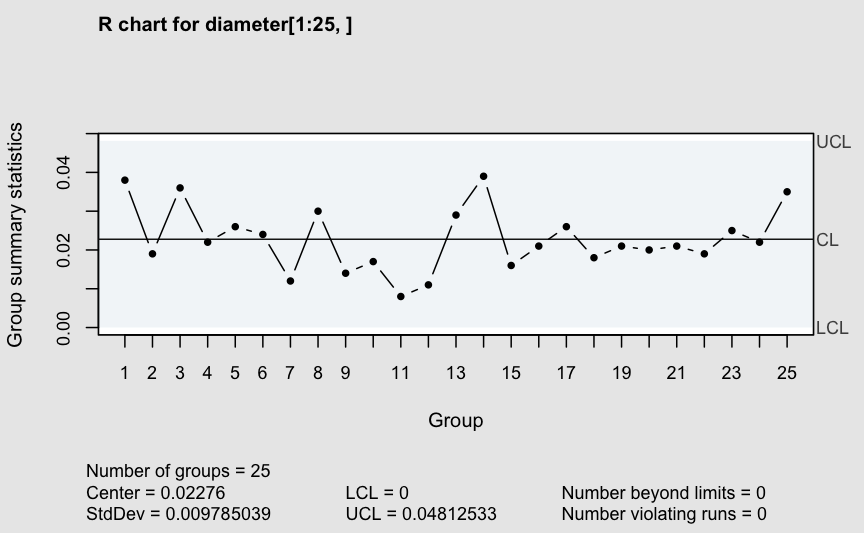 R chart for diameter[1:25, ]
Group summary statistics
0.04
0.02
0.00
UCL
CL
LCL
1 2 3 4 5 6 7 8 9 11 13 15 17 19 21 23 25
Group
Number of groups = 25
Center = 0.02276 LCL = 0 Number beyond limits = 0
StdDev = 0.009785039 UCL = 0.04812533 Number violating runs = 0